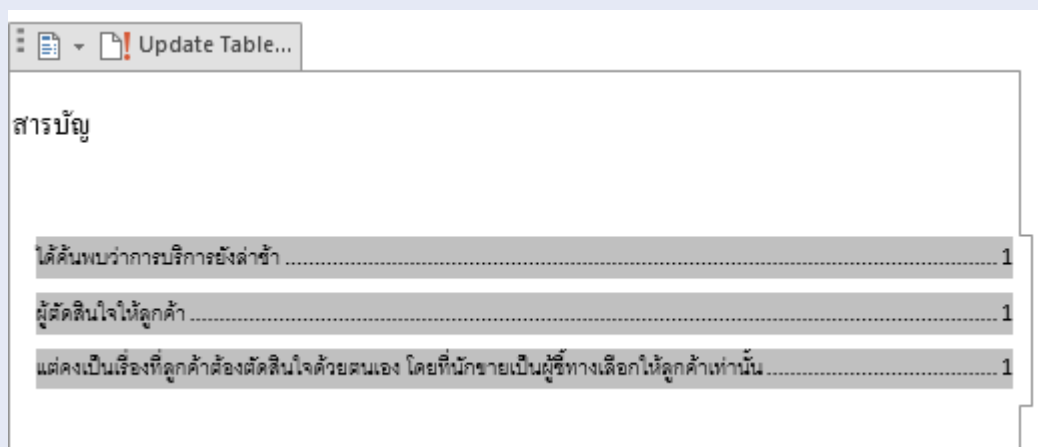 Update Table...
สารบัญ
ได้ค้นพบว่าการบริการยังล่าช้า ........................................ 1
ผู้ตัดสินใจให้ลูกค้า ........................................ 1
แต่คงเป็นเรื่องที่ลูกค้าต้องตัดสินใจด้วยตนเอง โดยที่นักขายเป็นผู้ชี้ทางเลือกให้ลูกค้าเท่านั้น ........................................ 1